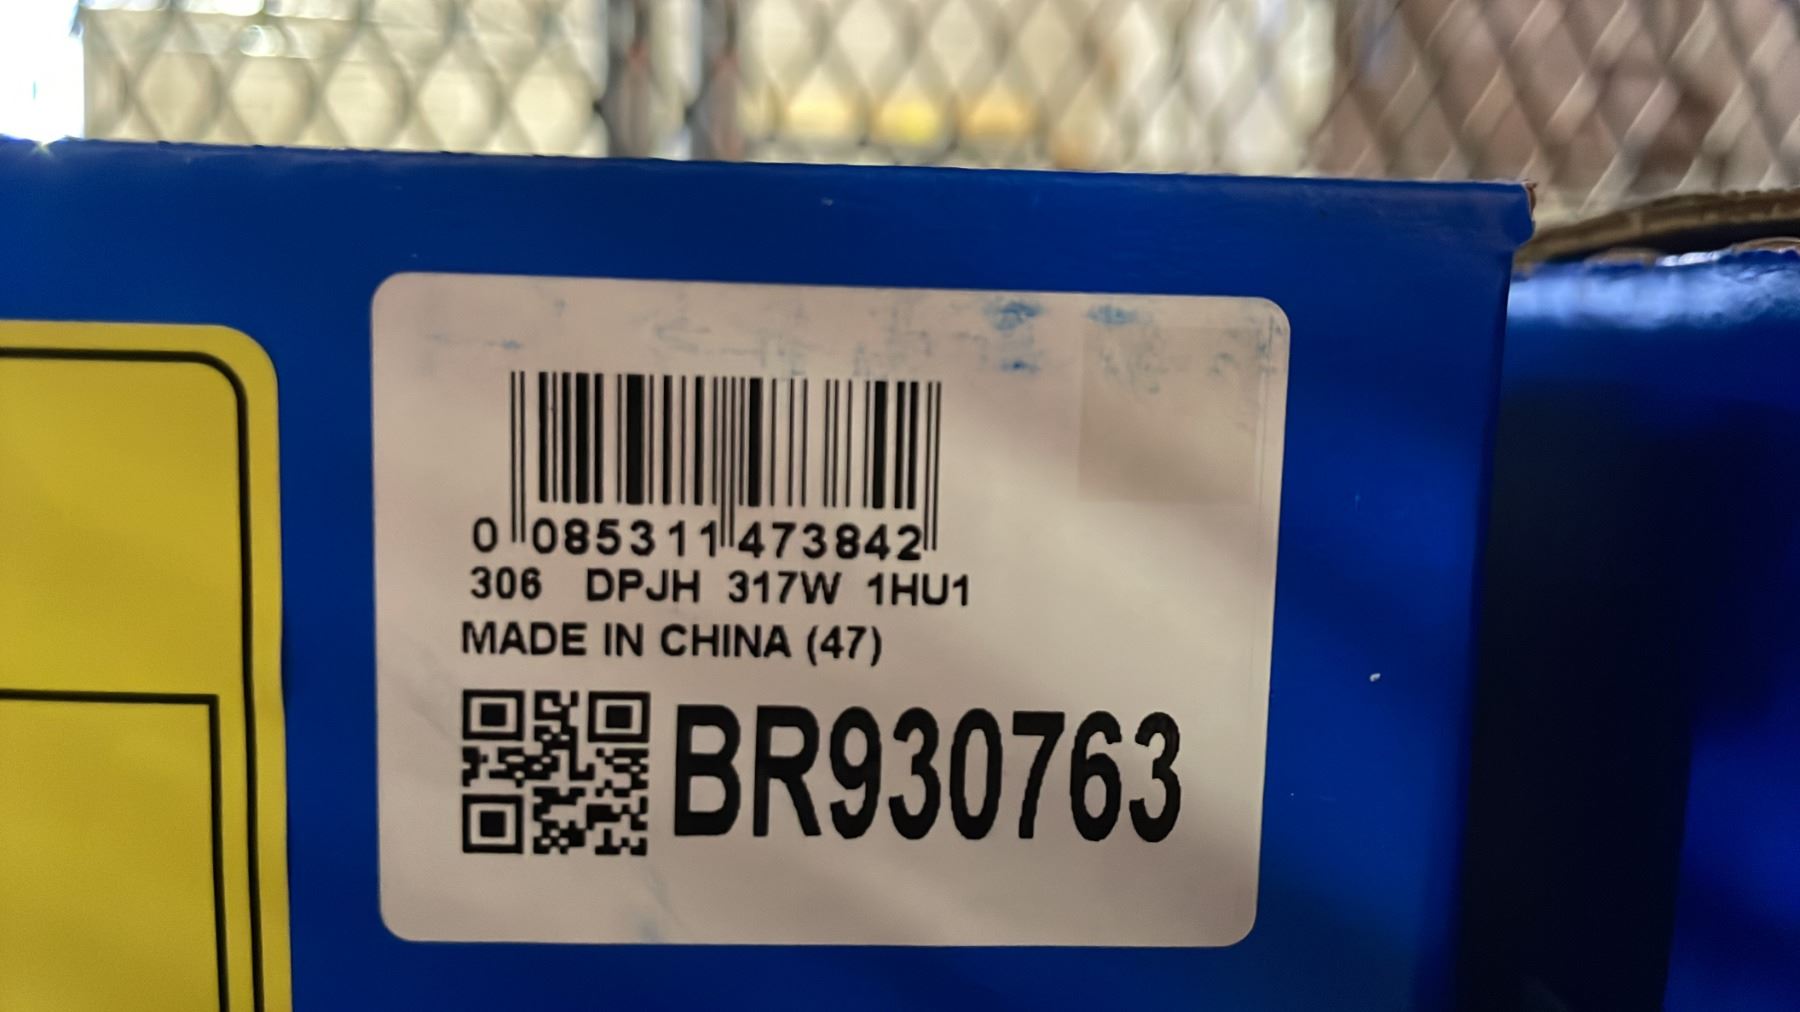 0 085311 473842
306 DPJH 317W 1HU1
MADE IN CHINA (47)
BR930763